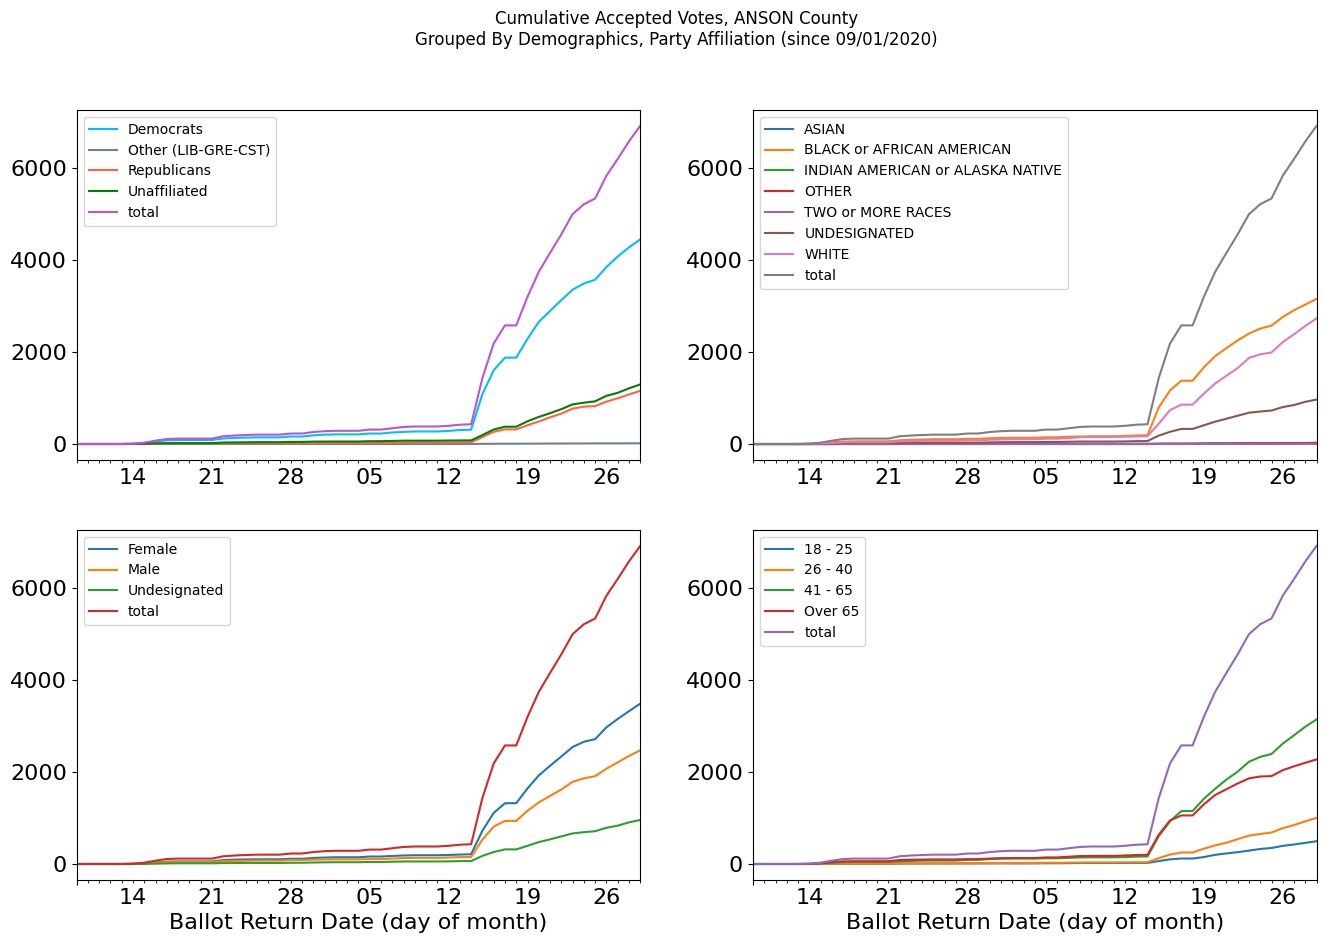 Cumulative Accepted Votes, ANSON County
Grouped By Demographics, Party Affiliation (since 09/01/2020)
Democrats
Other (LIB-GRE-CST)
Republicans
Unaffiliated
total
6000
4000
2000
0
14 21 28 05 12 19 26
ASIAN
BLACK or AFRICAN AMERICAN
INDIAN AMERICAN or ALASKA NATIVE
OTHER
TWO or MORE RACES
UNDESIGNATED
WHITE
total
6000
4000
2000
0
14 21 28 05 12 19 26
Female
Male
Undesignated
total
6000
4000
2000
0
14 21 28 05 12 19 26
Ballot Return Date (day of month)
18 - 25
26 - 40
41 - 65
Over 65
total
6000
4000
2000
0
14 21 28 05 12 19 26
Ballot Return Date (day of month)